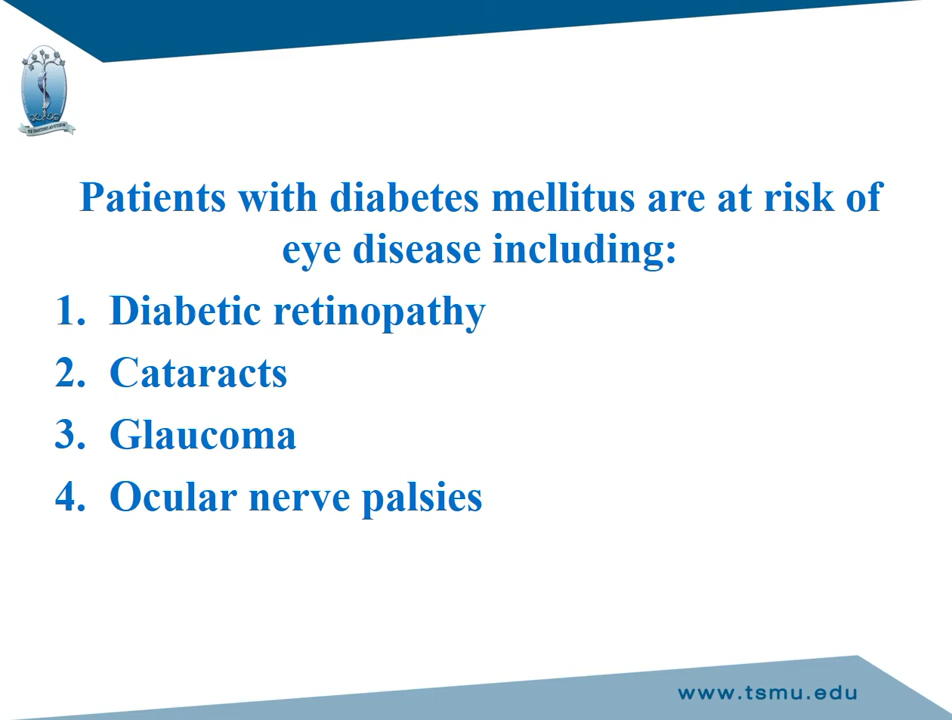 Patients with diabetes mellitus are at risk of
eye disease including:
1. Diabetic retinopathy
2. Cataracts
3. Glaucoma
4. Ocular nerve palsies
www.tsmu.edu